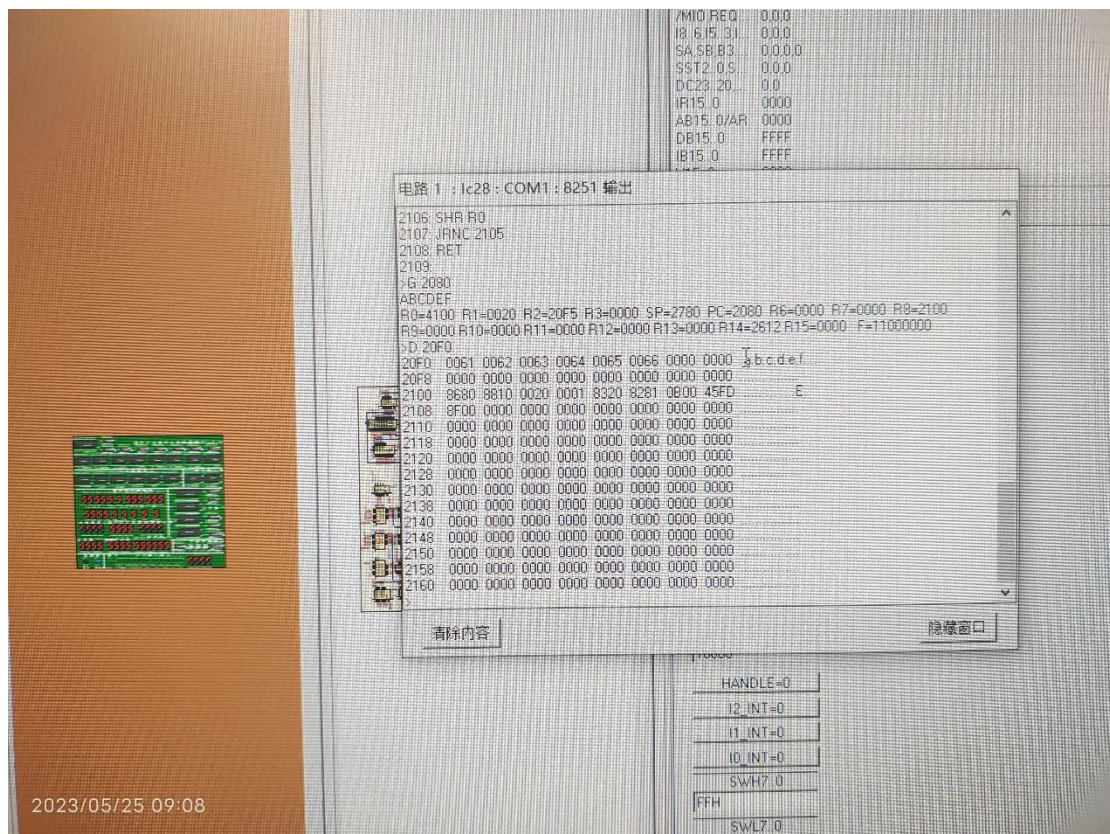 /MIO,REQ... 0,0,0
I8..6,I5..3,I... 0,0,0
SA,SB,B3... 0,0,0,0
SST2..0,S... 0,0,0
DC23..20... 0,0
IR15..0 0000
AB15..0/AR 0000
DB15..0 FFFF
IB15..0 FFFF
电路 1 : Ic28 : COM1 : 8251 输出
2106: SHR R0
2107: JRNC 2105
2108: RET
2109:
>G 2080
ABCDEF
R0=4100 R1=0020 R2=20F5 R3=0000 SP=2780 PC=2080 R6=0000 R7=0000 R8=2100
R9=0000 R10=0000 R11=0000 R12=0000 R13=0000 R14=2612 R15=0000 F=11000000
>D 20F0
20F0 0061 0062 0063 0064 0065 0066 0000 0000 .a.b.c.d.e.f....
20F8 0000 0000 0000 0000 0000 0000 0000 0000 ................
2100 8680 8810 0020 0001 8320 8281 0B00 45FD ..............E.
2108 8F00 0000 0000 0000 0000 0000 0000 0000 ................
2110 0000 0000 0000 0000 0000 0000 0000 0000 ................
2118 0000 0000 0000 0000 0000 0000 0000 0000 ................
2120 0000 0000 0000 0000 0000 0000 0000 0000 ................
2128 0000 0000 0000 0000 0000 0000 0000 0000 ................
2130 0000 0000 0000 0000 0000 0000 0000 0000 ................
2138 0000 0000 0000 0000 0000 0000 0000 0000 ................
2140 0000 0000 0000 0000 0000 0000 0000 0000 ................
2148 0000 0000 0000 0000 0000 0000 0000 0000 ................
2150 0000 0000 0000 0000 0000 0000 0000 0000 ................
2158 0000 0000 0000 0000 0000 0000 0000 0000 ................
2160 0000 0000 0000 0000 0000 0000 0000 0000 ................
>
清除内容
隐藏窗口
HANDLE=0
I2_INT=0
I1_INT=0
I0_INT=0
SWH7..0
FFH
SWL7..0
2023/05/25 09:08